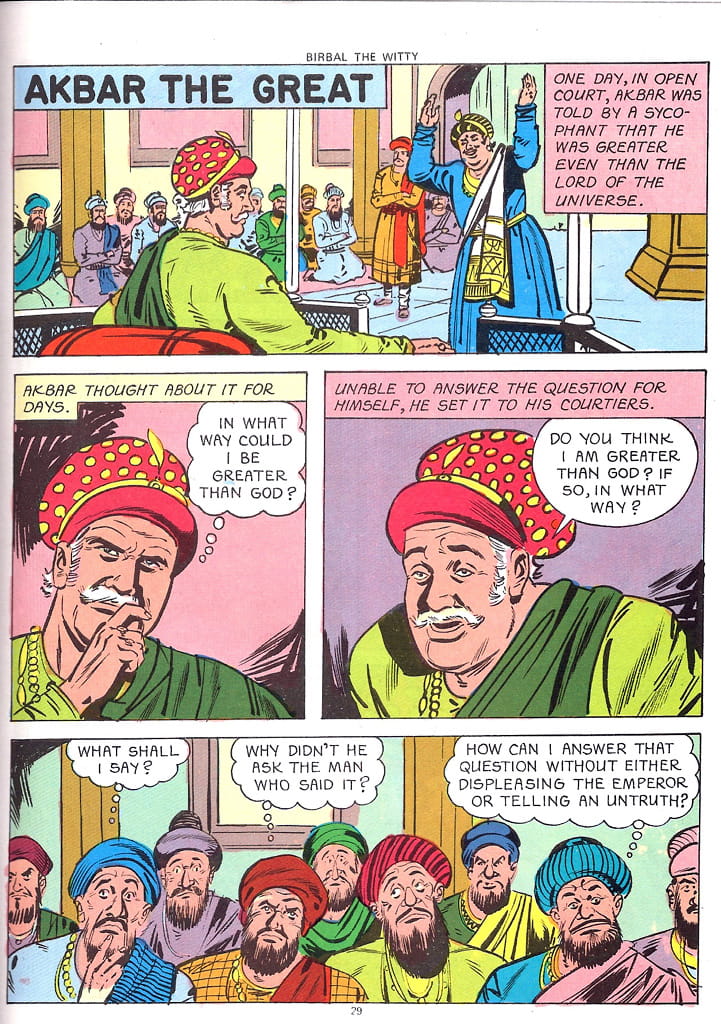 BIRBAL THE WITTY
AKBAR THE GREAT
ONE DAY, IN OPEN
COURT, AKBAR WAS
TOLD BY A SYCO-
PHANT THAT HE
WAS GREATER
EVEN THAN THE
LORD OF THE
UNIVERSE.
AKBAR THOUGHT ABOUT IT FOR
DAYS.
IN WHAT
WAY COULD
I BE
GREATER
THAN GOD?
UNABLE TO ANSWER THE QUESTION FOR
HIMSELF, HE SET IT TO HIS COURTIERS.
DO YOU THINK
I AM GREATER
THAN GOD? IF
SO, IN WHAT
WAY?
WHAT SHALL
I SAY?
WHY DIDN'T HE
ASK THE MAN
WHO SAID IT?
HOW CAN I ANSWER THAT
QUESTION WITHOUT EITHER
DISPLEASING THE EMPEROR
OR TELLING AN UNTRUTH?
29